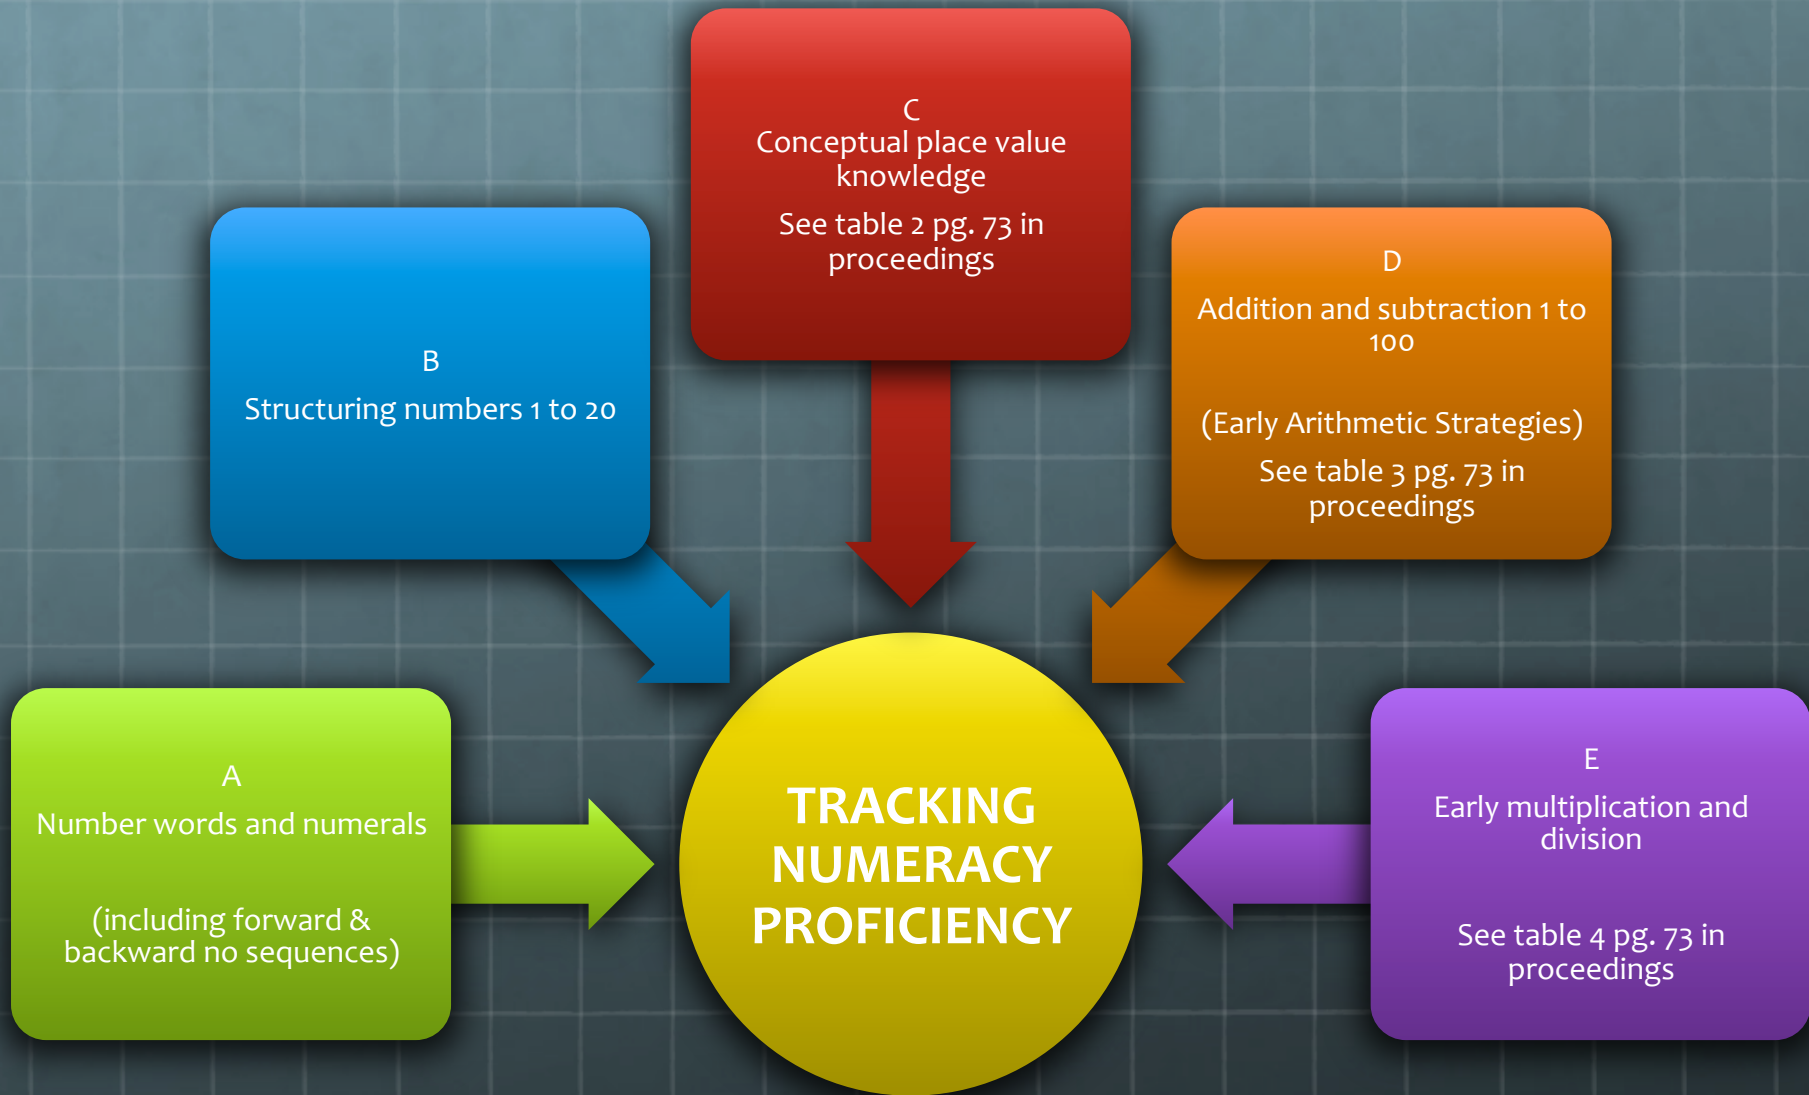 A
Number words and numerals
(including forward &
backward no sequences)
B
Structuring numbers 1 to 20
C
Conceptual place value
knowledge
See table 2 pg. 73 in
proceedings
D
Addition and subtraction 1 to
100
(Early Arithmetic Strategies)
See table 3 pg. 73 in
proceedings
E
Early multiplication and
division
See table 4 pg. 73 in
proceedings
TRACKING
NUMERACY
PROFICIENCY